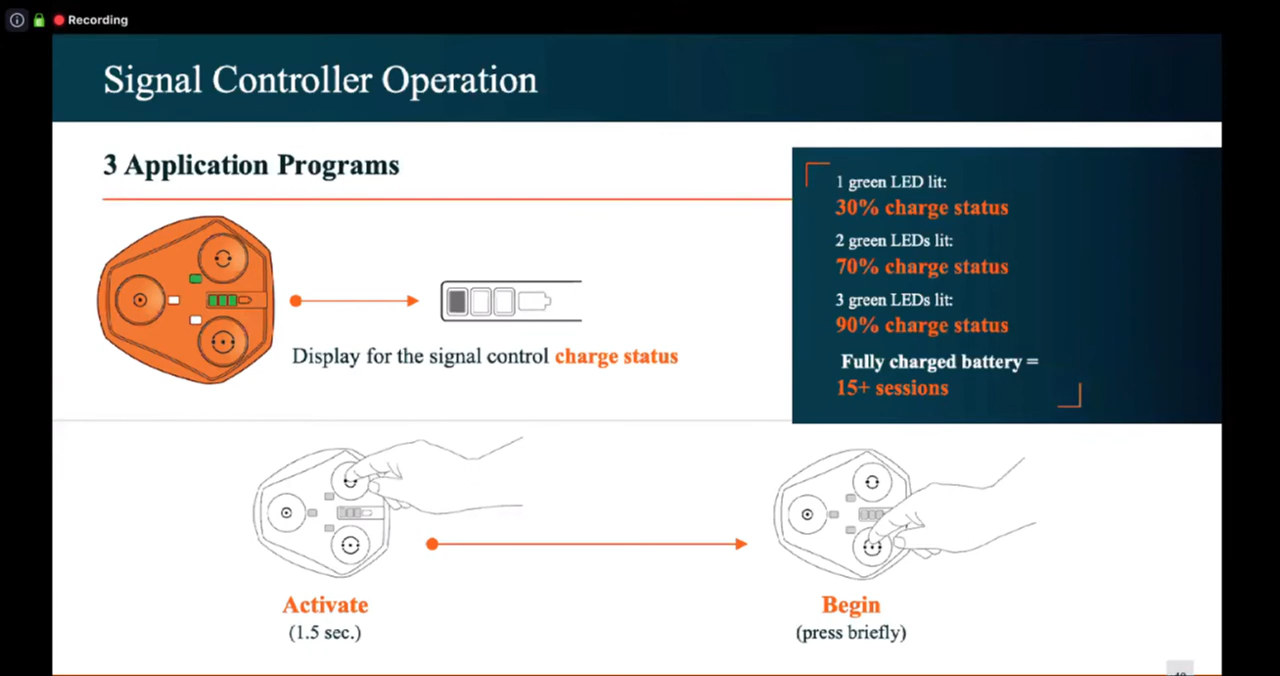 Recording
Signal Controller Operation
3 Application Programs
Display for the signal control charge status
1 green LED lit:
30% charge status
2 green LEDs lit:
70% charge status
3 green LEDs lit:
90% charge status
Fully charged battery =
15+ sessions
Activate
(1.5 sec.)
Begin
(press briefly)